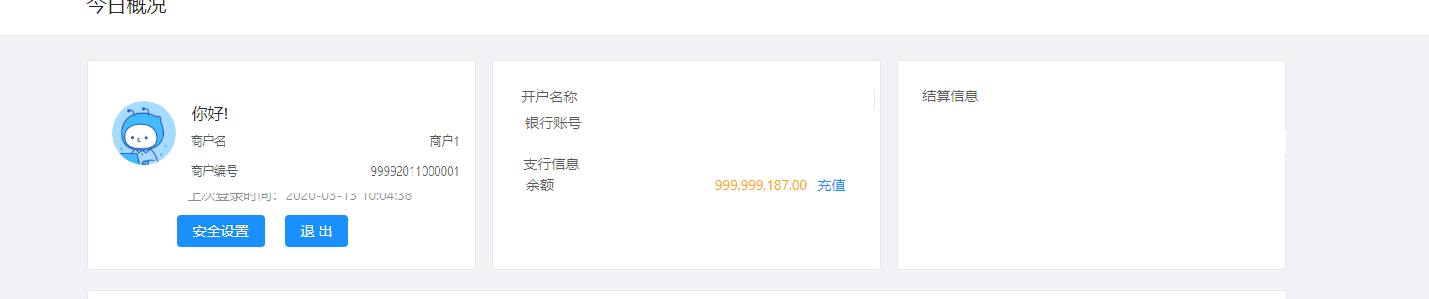 今日概况
你好!
商户名 商户1
商户编号 99992011000001
上次登录时间：2020-03-13 10:04:38
安全设置 退 出
开户名称
银行账号
支行信息
余额 999,999,187.00 充值
结算信息